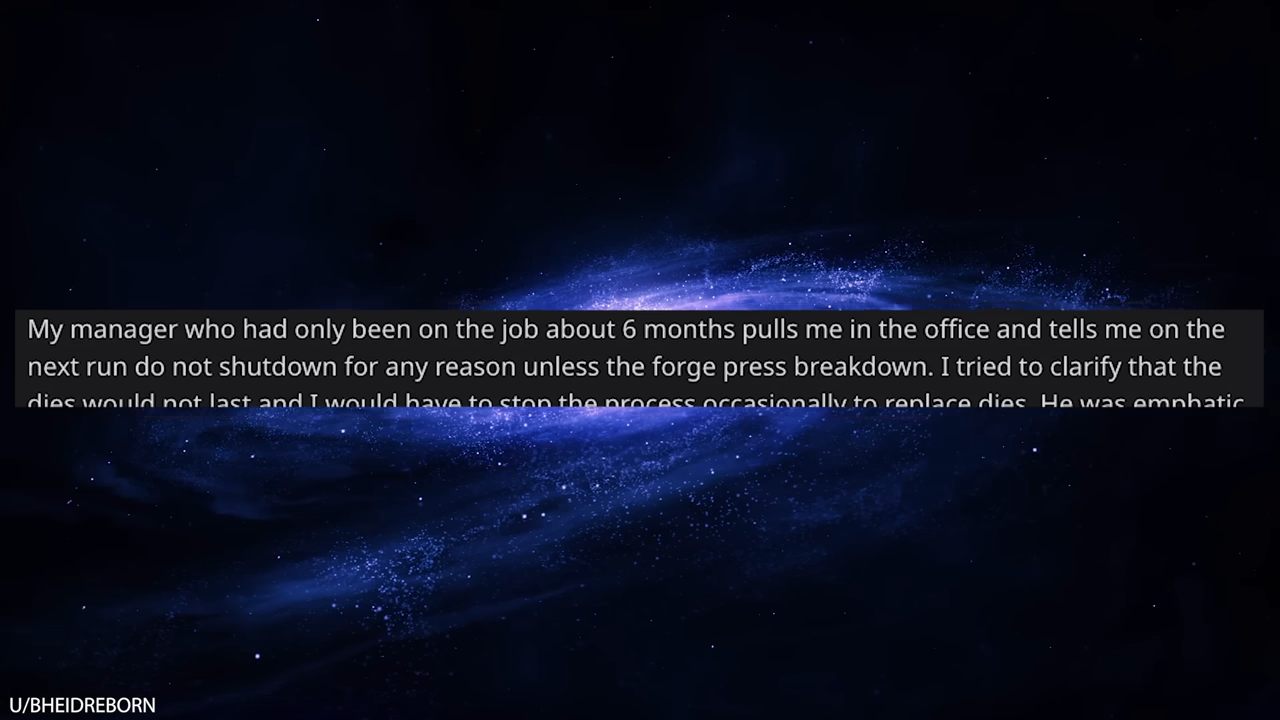 My manager who had only been on the job about 6 months pulls me in the office and tells me on the
next run do not shutdown for any reason unless the forge press breakdown. I tried to clarify that the
dies would not last and I would have to stop the process occasionally to replace dies. He was emphatic
U/BHEIDREBORN